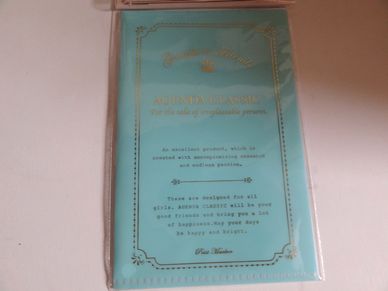 AGENDA CLASSIC
For the sake of irreplaceable persons.
An excellent product, which is
created with uncompromising research
and endless passion.
These are designed for all
girls. AGENDA CLASSIC will be your
good friends and bring you a lot
of happiness.May your days
be happy and bright.